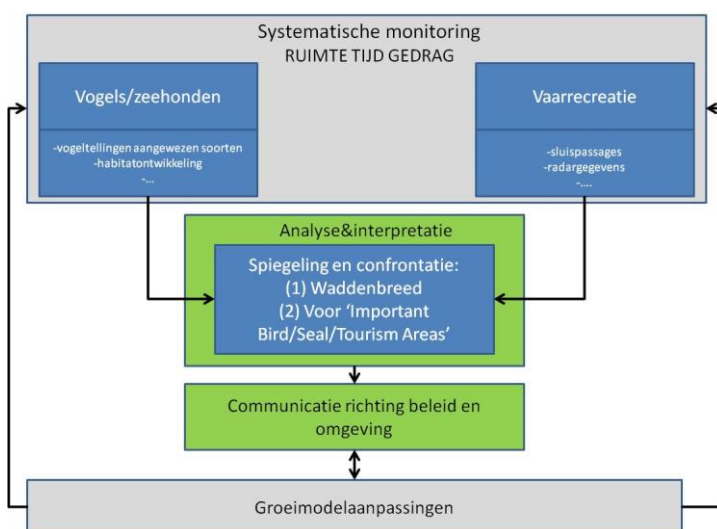 Systematische monitoring
RUIMTE TIJD GEDRAG
Vogels/zeehonden
-vogeltellingen aangewezen soorten
-habitatontwikkeling
-...
Vaarrecreatie
-sluispassages
-radargegevens
-....
Analyse&interpretatie
Spiegeling en confrontatie:
(1) Waddenbreed
(2) Voor ‘Important
Bird/Seal/Tourism Areas’
Communicatie richting beleid en
omgeving
Groeimodelaanpassingen